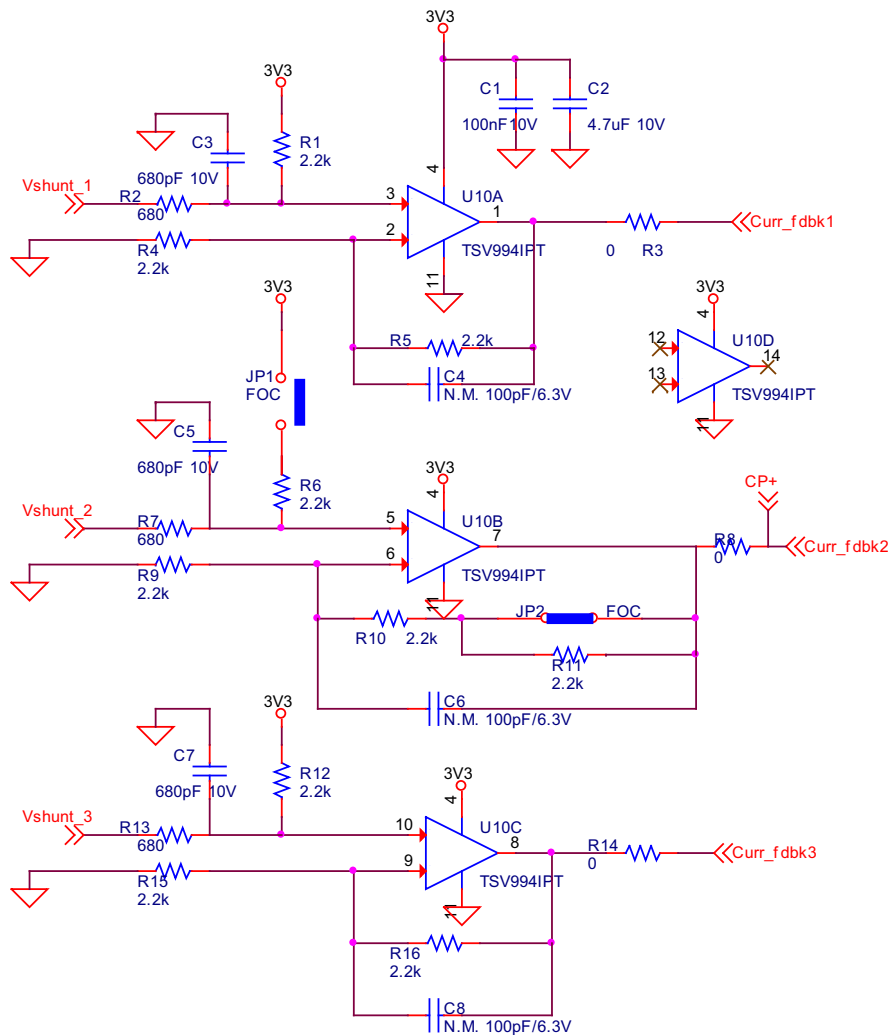 3V3
3V3
C1
100nF10V
C2
4.7uF 10V
C3
680pF 10V
R1
2.2k
4
Vshunt_1
R2
680
3
U10A
1
2
TSV994IPT
Curr_fdbk1
0 R3
R4
2.2k
11
3V3
3V3
R5 2.2k
4
12
U10D
14
13
TSV994IPT
11
JP1
FOC
C4
N.M. 100pF/6.3V
C5
680pF 10V
3V3
R6
2.2k
4
CP+
Vshunt_2
R7
680
5
U10B
7
6
TSV994IPT
R8
0
Curr_fdbk2
R9
2.2k
11
JP2 FOC
R10 2.2k
R11
2.2k
C6
N.M. 100pF/6.3V
3V3
C7
680pF 10V
R12
2.2k
3V3
4
Vshunt_3
R13
680
10
U10C
8
9
TSV994IPT
R14
0
Curr_fdbk3
R15
2.2k
11
R16
2.2k
C8
N.M. 100pF/6.3V